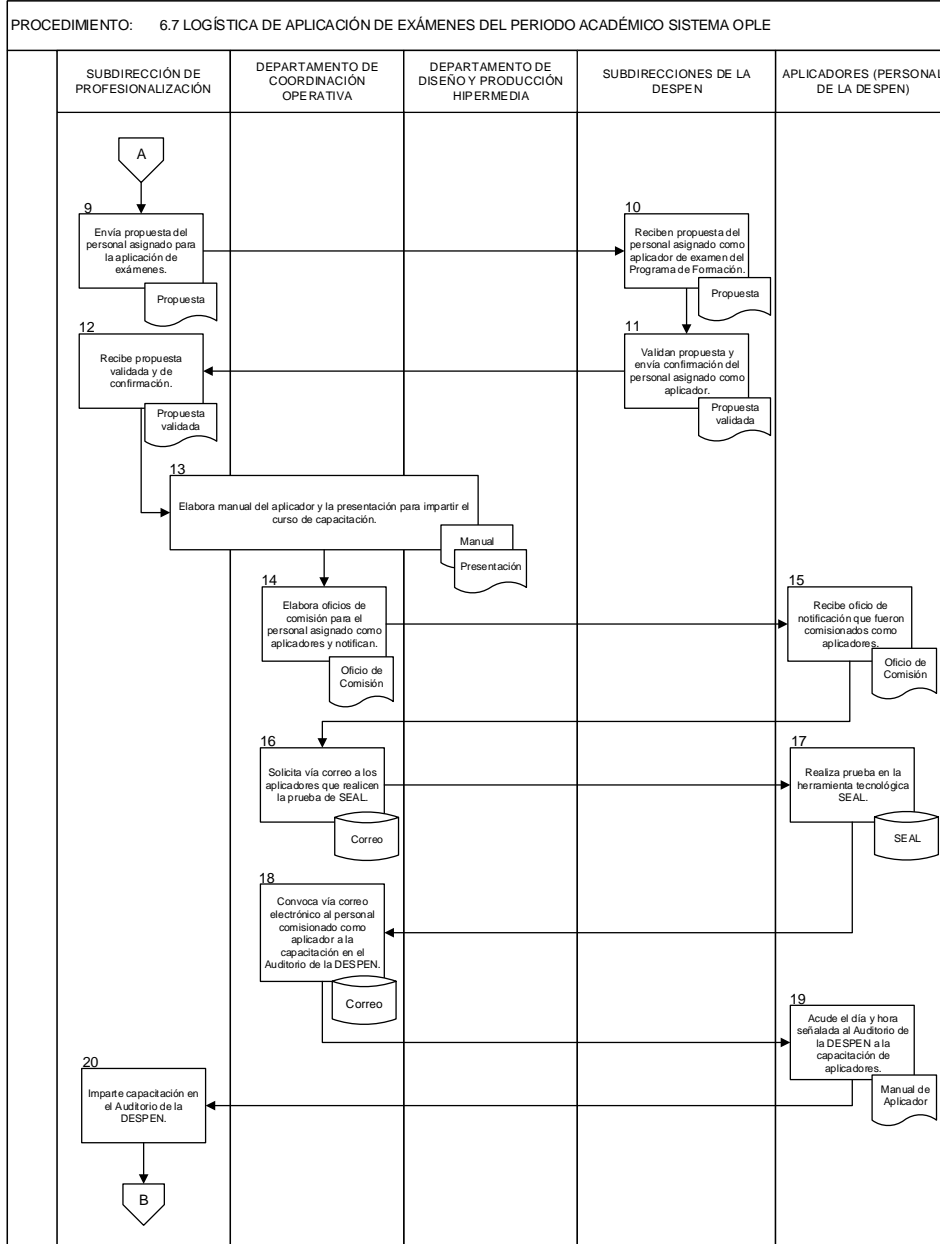 PROCEDIMIENTO: 6.7 LOGÍSTICA DE APLICACIÓN DE EXÁMENES DEL PERIODO ACADÉMICO SISTEMA OPLE
SUBDIRECCIÓN DE
PROFESIONALIZACIÓN
DEPARTAMENTO DE
COORDINACIÓN
OPERATIVA
DEPARTAMENTO DE
DISEÑO Y PRODUCCIÓN
HIPERMEDIA
SUBDIRECCIONES DE LA
DESPEN
APLICADORES (PERSONAL
DE LA DESPEN)
A
9
Envía propuesta del
personal asignado para
la aplicación de
exámenes.
Propuesta
10
Reciben propuesta del
personal asignado como
aplicador de examen del
Programa de Formación.
Propuesta
11
Validan propuesta y
envía confirmación del
personal asignado como
aplicador.
Propuesta
validada
12
Recibe propuesta
validada y de
confirmación.
Propuesta
validada
13
Elabora manual del aplicador y la presentación para impartir el
curso de capacitación.
Manual
Presentación
14
Elabora oficios de
comisión para el
personal asignado como
aplicadores y notifican.
Oficio de
Comisión
15
Recibe oficio de
notificación que fueron
comisionados como
aplicadores.
Oficio de
Comisión
16
Solicita vía correo a los
aplicadores que realicen
la prueba de SEAL.
Correo
17
Realiza prueba en la
herramienta tecnológica
SEAL.
SEAL
18
Convoca vía correo
electrónico al personal
comisionado como
aplicador a la
capacitación en el
Auditorio de la DESPEN.
Correo
19
Acude el día y hora
señalada al Auditorio de
la DESPEN a la
capacitación de
aplicadores.
Manual de
Aplicador
20
Imparte capacitación en
el Auditorio de la
DESPEN.
B